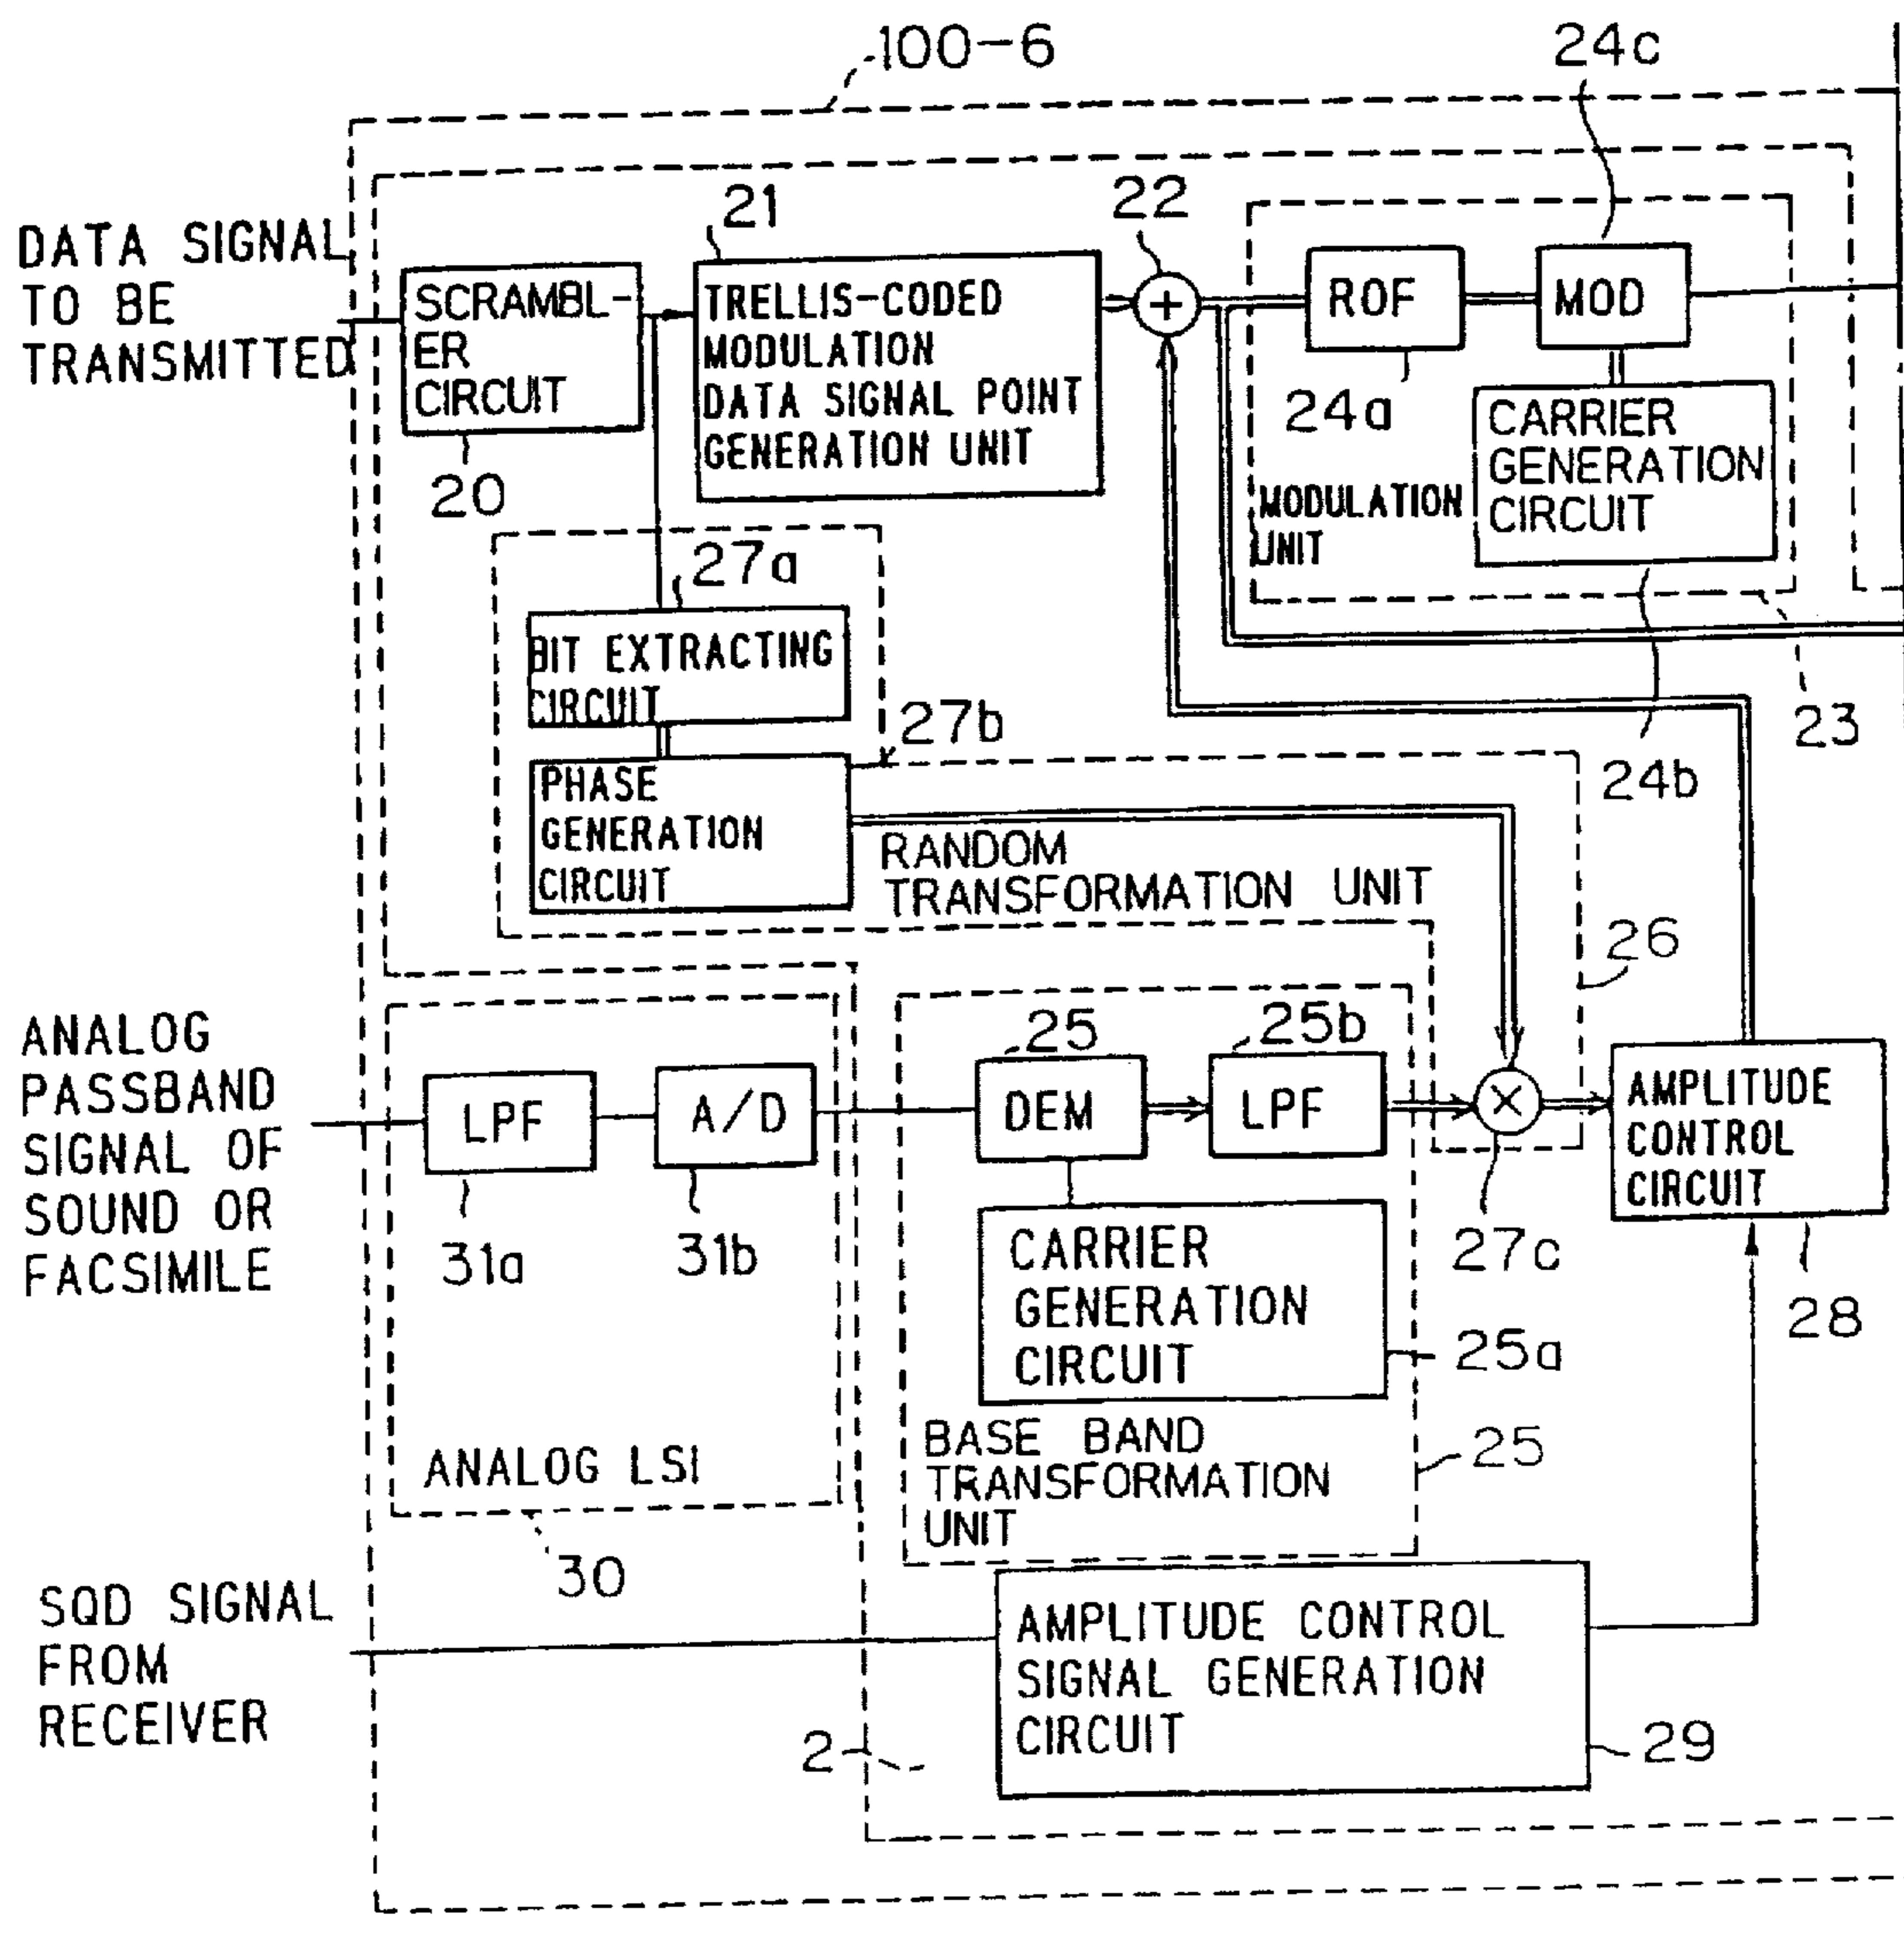 100-6
24c
DATA SIGNAL
TO BE
TRANSMITTED
21
22
SCRAMBL-
ER
CIRCUIT
20
TRELLIS-CODED
MODULATION
DATA SIGNAL POINT
GENERATION UNIT
+
ROF
MOD
24a
CARRIER
GENERATION
CIRCUIT
MODULATION
UNIT
27a
BIT EXTRACTING
CIRCUIT
27b
23
24b
PHASE
GENERATION
CIRCUIT
RANDOM
TRANSFORMATION UNIT
26
ANALOG
PASSBAND
SIGNAL OF
SOUND OR
FACSIMILE
LPF
A/D
31a
31b
25
25b
DEM
LPF
×
AMPLITUDE
CONTROL
CIRCUIT
27c
28
CARRIER
GENERATION
CIRCUIT
25a
BASE BAND
TRANSFORMATION
UNIT
25
ANALOG LSI
30
SQD SIGNAL
FROM
RECEIVER
AMPLITUDE CONTROL
SIGNAL GENERATION
CIRCUIT
2
29